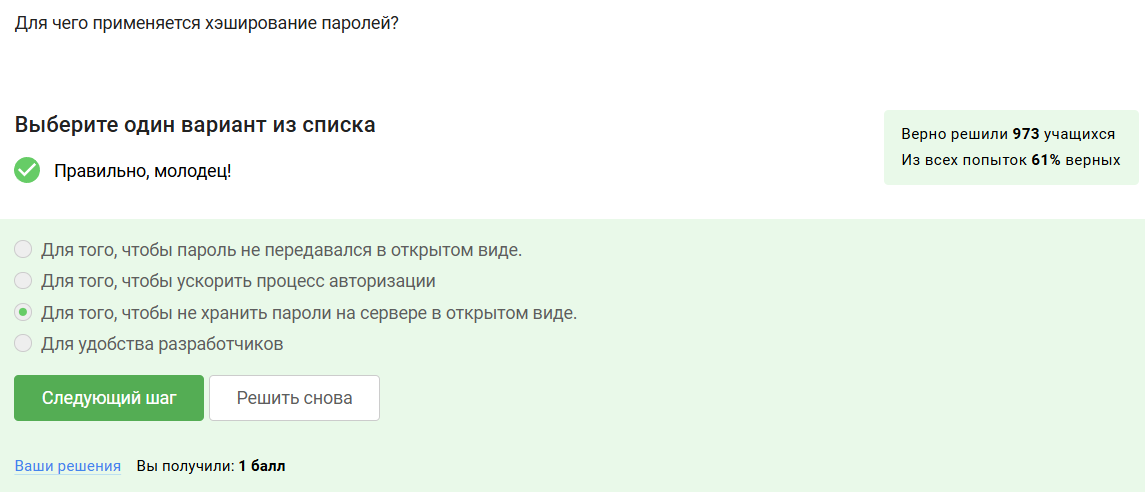 Для чего применяется хэширование паролей?
Выберите один вариант из списка
Правильно, молодец!
Верно решили 973 учащихся
Из всех попыток 61% верных
Для того, чтобы пароль не передавался в открытом виде.
Для того, чтобы ускорить процесс авторизации
Для того, чтобы не хранить пароли на сервере в открытом виде.
Для удобства разработчиков
Следующий шаг
Решить снова
Ваши решения Вы получили: 1 балл